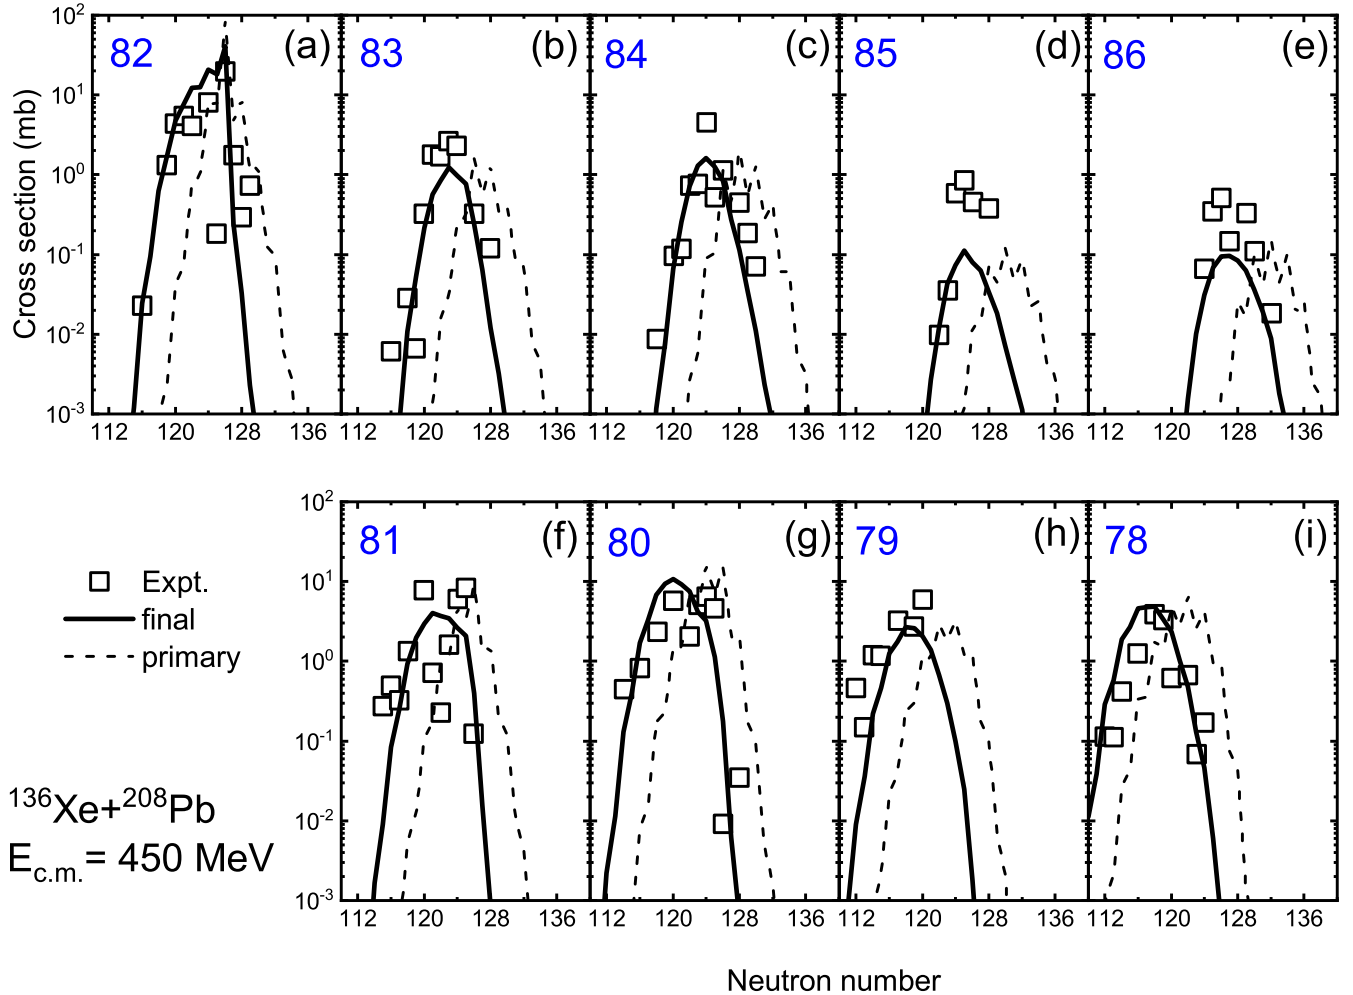 10² 82 (a) 83 (b) 84 (c) 85 (d) 86 (e)
10¹
10⁰
10⁻¹
10⁻²
10⁻³
Cross section (mb)
112 120 128 136 112 120 128 136 112 120 128 136 112 120 128 136 112 120 128 136
10² 81 (f) 80 (g) 79 (h) 78 (i)
10¹
10⁰
10⁻¹
10⁻²
10⁻³
Expt.
final
primary
¹³⁶Xe+²⁰⁸Pb
E_c.m.= 450 MeV
112 120 128 136 112 120 128 136 112 120 128 136 112 120 128 136
Neutron number